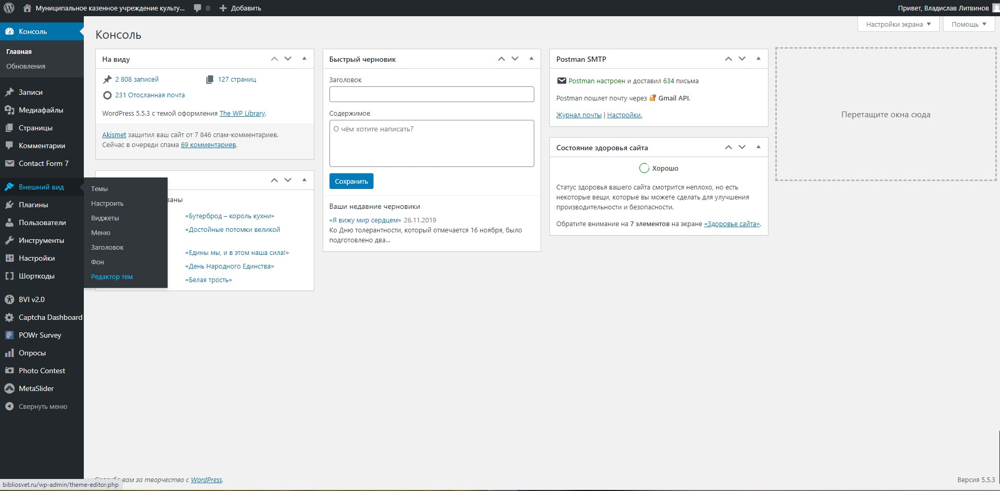 Муниципальное казенное учреждение культу...
0
Добавить
Привет, Владислав Литвинов
Консоль
Главная
Обновления
Записи
Медиафайлы
Страницы
Комментарии
Contact Form 7
Внешний вид
Темы
Настроить
Виджеты
Меню
Заголовок
Фон
Редактор тем
Плагины
Пользователи
Инструменты
Настройки
Шорткоды
BVI v2.0
Captcha Dashboard
POWr Survey
Опросы
Photo Contest
MetaSlider
Свернуть меню
Настройки экрана
Помощь
Консоль
На виду
2 808 записей
127 страниц
231 Отосланная почта
WordPress 5.5.3 с темой оформления The WP Library.
Akismet защитил ваш сайт от 7 846 спам-комментариев.
Сейчас в очереди спама 69 комментариев.
«Бутерброд – король кухни»
«Достойные потомки великой
«Едины мы, и в этом наша сила!»
«День Народного Единства»
«Белая трость»
Быстрый черновик
Заголовок
Содержимое
О чём хотите написать?
Сохранить
Ваши недавние черновики
«Я вижу мир сердцем» 26.11.2019
Ко Дню толерантности, который отмечается 16 ноября, было
подготовлено два...
Postman SMTP
Postman настроен и доставил 634 письма
Postman пошлет почту через Gmail API.
Журнал почты | Настройки.
Состояние здоровья сайта
Хорошо
Статус здоровья вашего сайта смотрится неплохо, но есть
некоторые вещи, которые вы можете сделать для улучшения
производительности и безопасности.
Обратите внимание на 7 элементов на экране «Здоровье сайта».
Перетащите окна сюда
вам за творчество с WordPress.
Версия 5.5.3
bibliosvet.ru/wp-admin/theme-editor.php